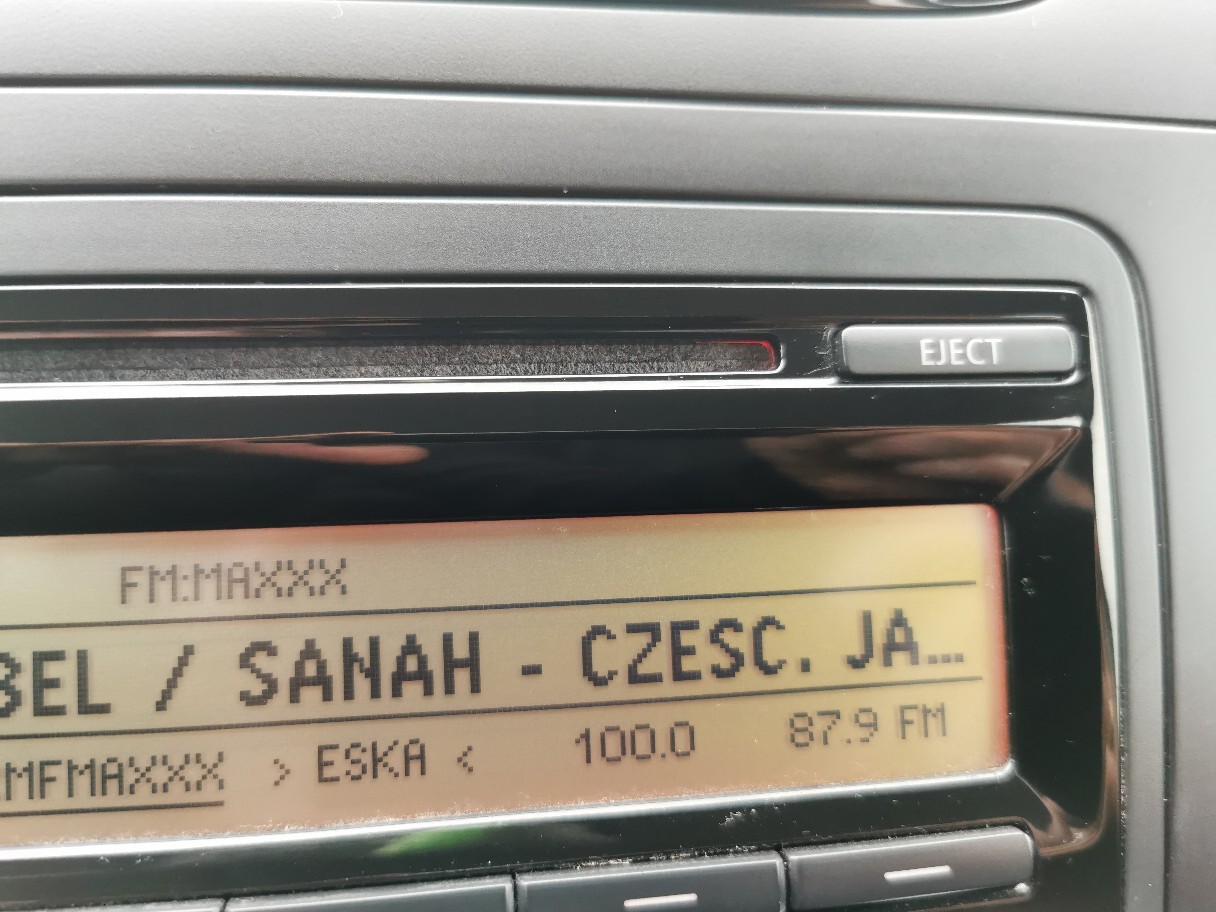 EJECT
FM:MAXXX
BEL / SANAH - CZESC. JA...
MFMAXXX > ESKA < 100.0 87.9 FM